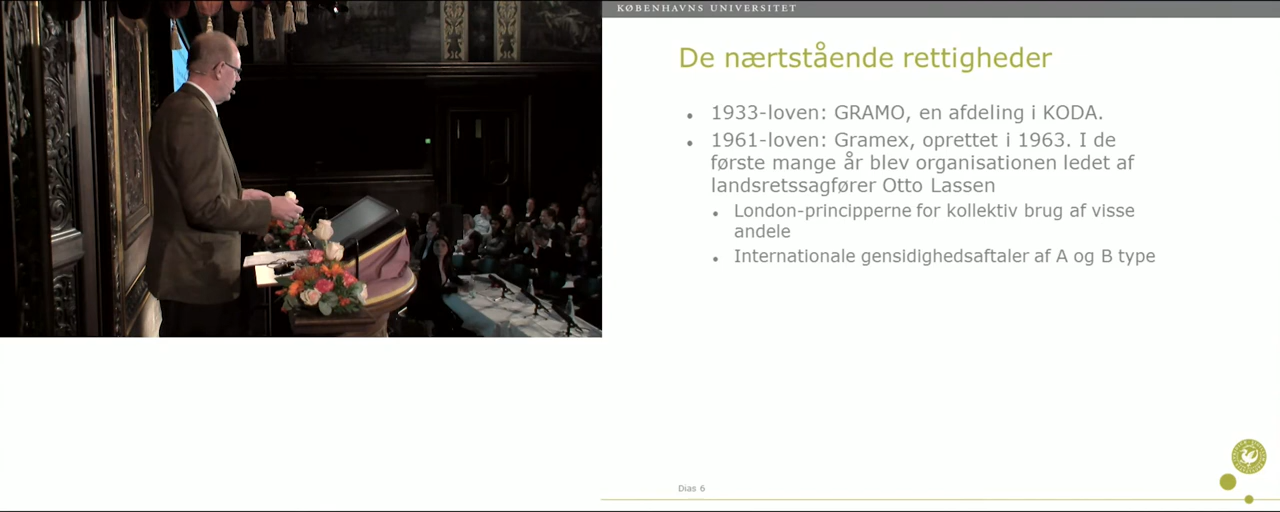 KØBENHAVNS UNIVERSITET
De nærtstående rettigheder
• 1933-loven: GRAMO, en afdeling i KODA.
• 1961-loven: Gramex, oprettet i 1963. I de
første mange år blev organisationen ledet af
landsretssagfører Otto Lassen
• London-principperne for kollektiv brug af visse
andele
• Internationale gensidighedsaftaler af A og B type
Dias 6